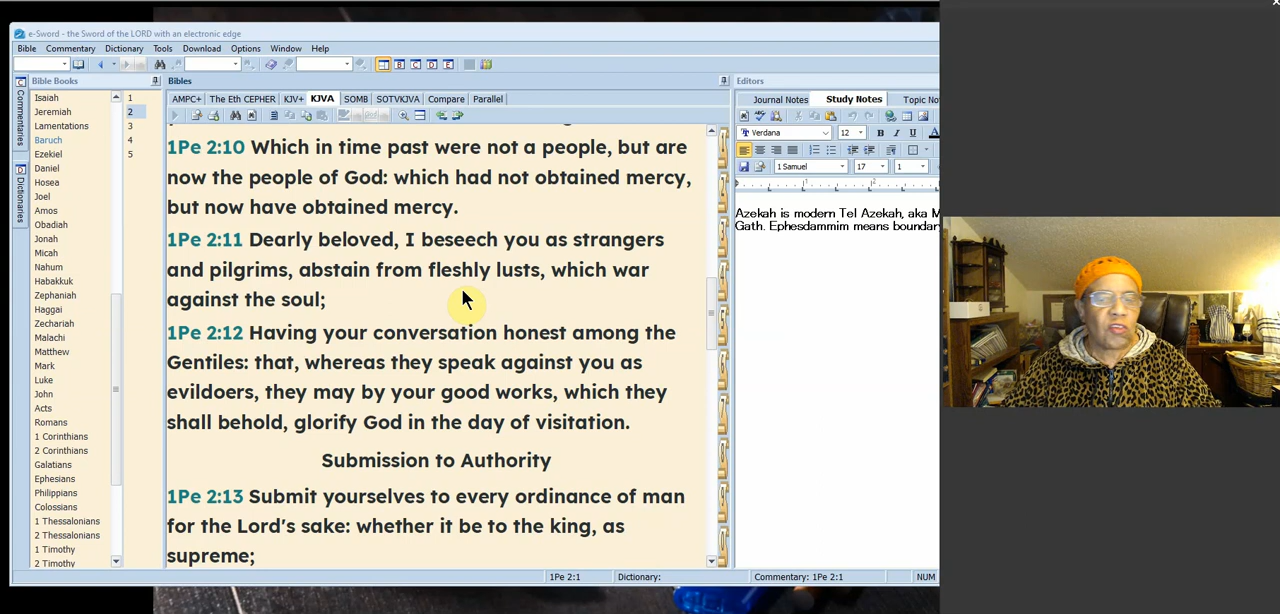 e-Sword - the Sword of the LORD with an electronic edge
Bible Commentary Dictionary Tools Download Options Window Help
B C D E
Bible Books
Bibles
Editors
Commentaries
Dictionaries
Isaiah
Jeremiah
Lamentations
Baruch
Ezekiel
Daniel
Hosea
Joel
Amos
Obadiah
Jonah
Micah
Nahum
Habakkuk
Zephaniah
Haggai
Zechariah
Malachi
Matthew
Mark
Luke
John
Acts
Romans
1 Corinthians
2 Corinthians
Galatians
Ephesians
Philippians
Colossians
1 Thessalonians
2 Thessalonians
1 Timothy
2 Timothy
1
2
3
4
5
AMPC+ The Eth CEPHER KJV+ KJVA SOMB SOTVKJVA Compare Parallel
1Pe 2:10 Which in time past were not a people, but are
now the people of God: which had not obtained mercy,
but now have obtained mercy.
1Pe 2:11 Dearly beloved, I beseech you as strangers
and pilgrims, abstain from fleshly lusts, which war
against the soul;
1Pe 2:12 Having your conversation honest among the
Gentiles: that, whereas they speak against you as
evildoers, they may by your good works, which they
shall behold, glorify God in the day of visitation.
Submission to Authority
1Pe 2:13 Submit yourselves to every ordinance of man
for the Lord's sake: whether it be to the king, as
supreme;
Journal Notes Study Notes Topic No
Verdana 12 B I U A
1 Samuel 17 1
Azekah is modern Tel Azekah, aka M
Gath. Ephesdammim means boundary
1Pe 2:1 Dictionary: Commentary: 1Pe 2:1 NUM